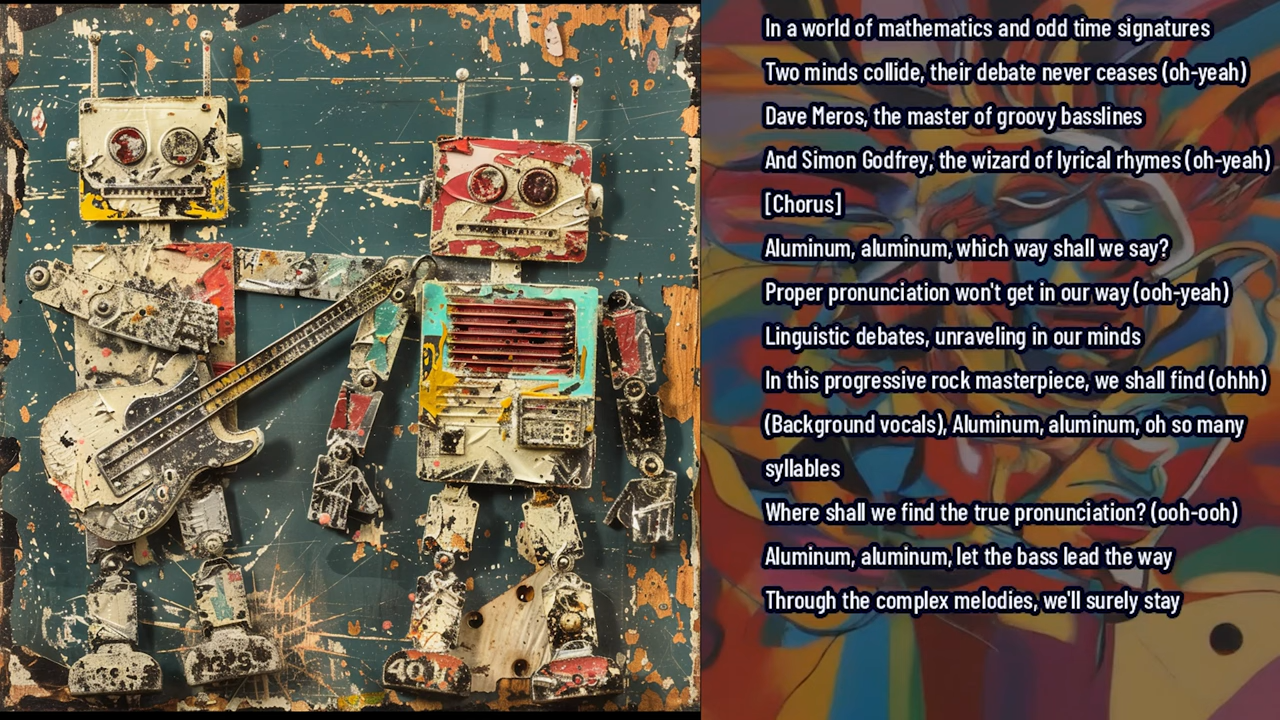 In a world of mathematics and odd time signatures
Two minds collide, their debate never ceases (oh-yeah)
Dave Meros, the master of groovy basslines
And Simon Godfrey, the wizard of lyrical rhymes (oh-yeah)
[Chorus]
Aluminum, aluminum, which way shall we say?
Proper pronunciation won't get in our way (ooh-yeah)
Linguistic debates, unraveling in our minds
In this progressive rock masterpiece, we shall find (ohhh)
(Background vocals), Aluminum, aluminum, oh so many
syllables
Where shall we find the true pronunciation? (ooh-ooh)
Aluminum, aluminum, let the bass lead the way
Through the complex melodies, we'll surely stay